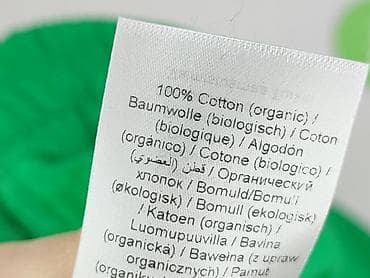 100% Cotton (organic) /
Baumwolle (biologisch) / Coton
(biologique) / Algodón
(orgánico) / Cotone (biologico) /
قطن (العضوي) / Органический
хлопок / Bomuld/Bomull
(økologisk) / Bomull (ekologisk)
/ Katoen (organisch) /
Luomupuuvilla / Bavlna
(organická) / Bawełna (z upraw
organicznych) / Pamut